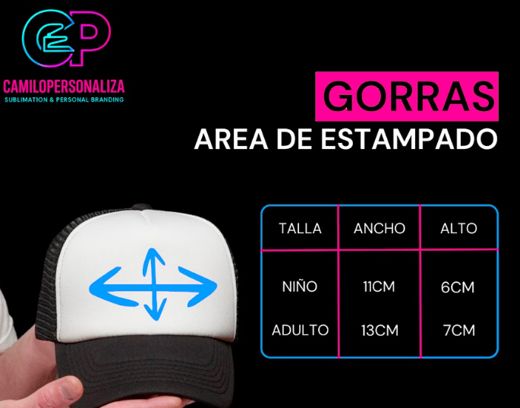 CAMILOPERSONALIZA
SUBLIMATION & PERSONAL BRANDING
GORRAS
AREA DE ESTAMPADO
TALLA ANCHO ALTO
NIÑO 11CM 6CM
ADULTO 13CM 7CM